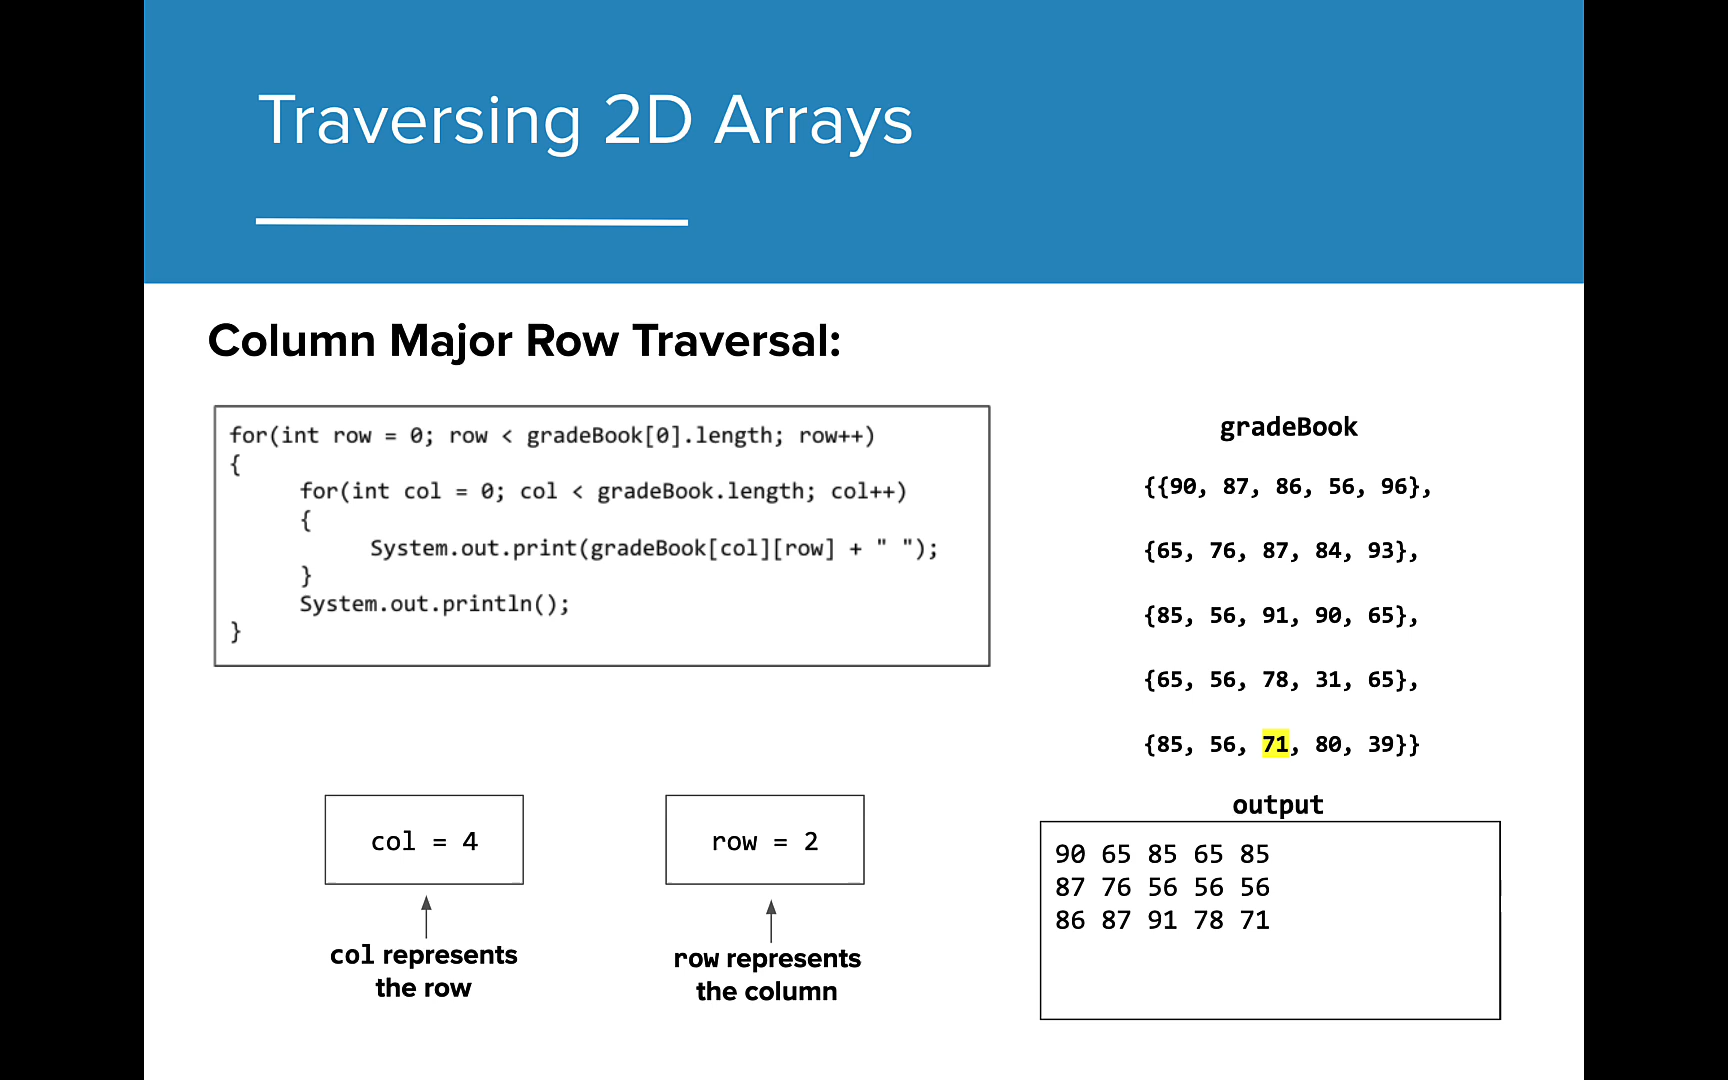 Traversing 2D Arrays
Column Major Row Traversal:
for(int row = 0; row < gradeBook[0].length; row++)
{
for(int col = 0; col < gradeBook.length; col++)
{
System.out.print(gradeBook[col][row] + " ");
}
System.out.println();
}
gradeBook
{{90, 87, 86, 56, 96},
{65, 76, 87, 84, 93},
{85, 56, 91, 90, 65},
{65, 56, 78, 31, 65},
{85, 56, 71, 80, 39}}
col = 4
col represents
the row
row = 2
row represents
the column
output
90 65 85 65 85
87 76 56 56 56
86 87 91 78 71